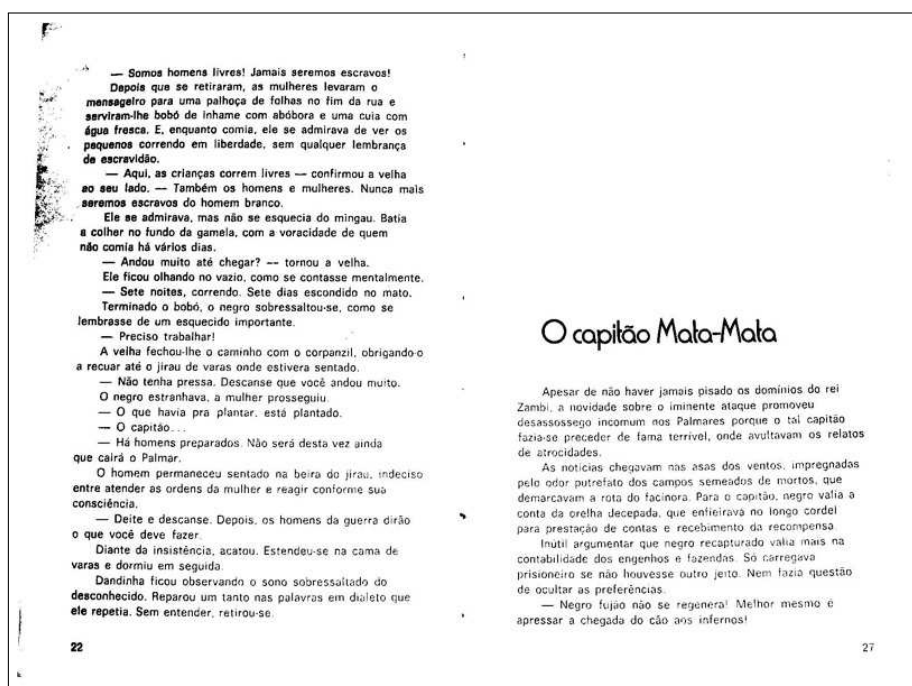 — Somos homens livres! Jamais seremos escravos!
Depois que se retiraram, as mulheres levaram o
mensageiro para uma palhoça de folhas no fim da rua e
serviram-lhe bobó de inhame com abóbora e uma cuia com
água fresca. E, enquanto comia, ele se admirava de ver os
pequenos correndo em liberdade, sem qualquer lembrança
de escravidão.
— Aqui, as crianças correm livres — confirmou a velha
ao seu lado. — Também os homens e mulheres. Nunca mais
seremos escravos do homem branco.
Ele se admirava, mas não se esquecia do mingau. Batia
a colher no fundo da gamela, com a voracidade de quem
não comia há vários dias.
— Andou muito até chegar? -- tornou a velha.
Ele ficou olhando no vazio, como se contasse mentalmente.
— Sete noites, correndo. Sete dias escondido no mato.
Terminado o bobó, o negro sobressaltou-se, como se
lembrasse de um esquecido importante.
— Preciso trabalhar!
A velha fechou-lhe o caminho com o corpanzil, obrigando-o
a recuar até o jirau de varas onde estivera sentado.
— Não tenha pressa. Descanse que você andou muito.
O negro estranhava, a mulher prosseguiu.
— O que havia pra plantar, está plantado.
— O capitão...
— Há homens preparados. Não será desta vez ainda
que cairá o Palmar.
O homem permaneceu sentado na beira do jirau, indeciso
entre atender as ordens da mulher e reagir conforme sua
consciência.
— Deite e descanse. Depois, os homens da guerra dirão
o que você deve fazer.
Diante da insistência, acatou. Estendeu-se na cama de
varas e dormiu em seguida.
Dandinha ficou observando o sono sobressaltado do
desconhecido. Reparou um tanto nas palavras em dialeto que
ele repetia. Sem entender, retirou-se.
22
O capitão Mata-Mata
Apesar de não haver jamais pisado os domínios do rei
Zambi, a novidade sobre o iminente ataque promoveu
desassossego incomum nos Palmares porque o tal capitão
fazia-se preceder de fama terrível, onde avultavam os relatos
de atrocidades.
As notícias chegavam nas asas dos ventos, impregnadas
pelo odor putrefato dos campos semeados de mortos, que
demarcavam a rota do facínora. Para o capitão, negro valia a
conta da orelha decepada, que enfieirava no longo cordel
para prestação de contas e recebimento da recompensa.
Inútil argumentar que negro recapturado valia mais na
contabilidade dos engenhos e fazendas. Só carregava
prisioneiro se não houvesse outro jeito. Nem fazia questão
de ocultar as preferências.
— Negro fujão não se regenera! Melhor mesmo é
apressar a chegada do cão aos infernos!
27